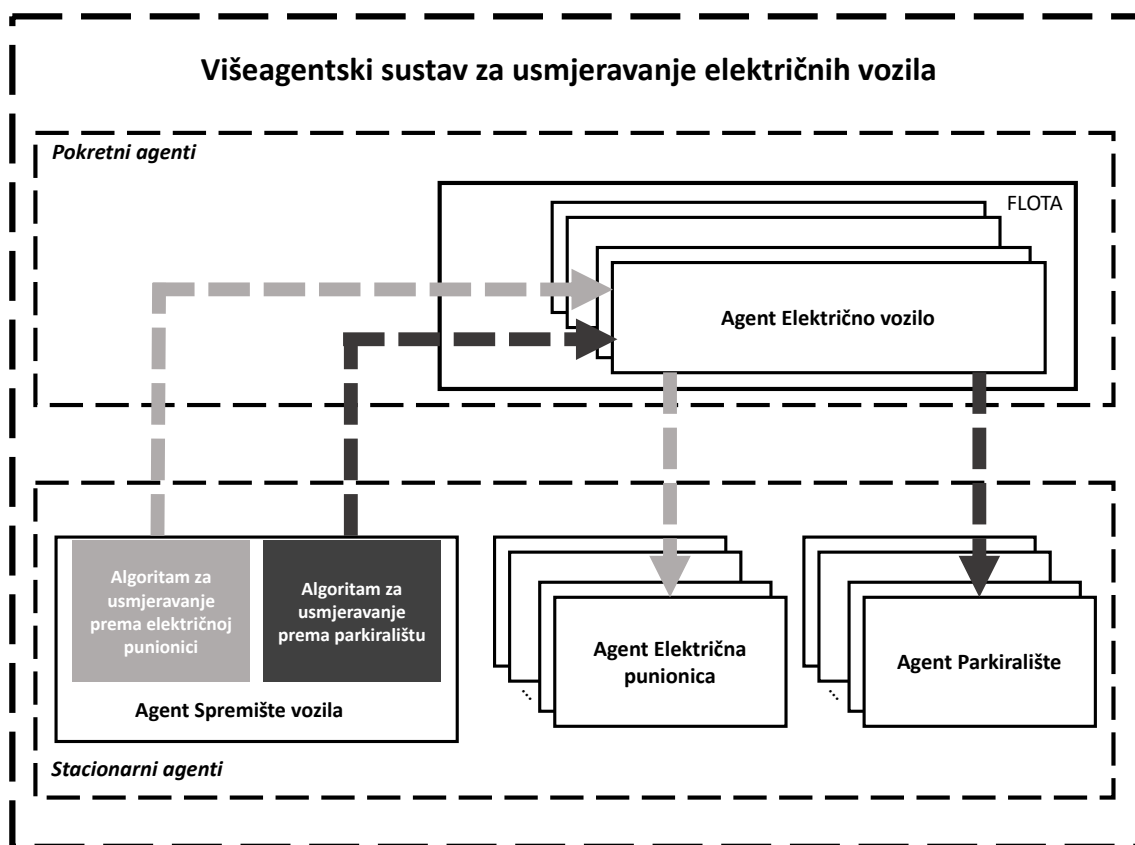 Višeagentski sustav za usmjeravanje električnih vozila
Pokretni agenti
FLOTA
Agent Električno vozilo
Algoritam za
usmjeravanje
prema električnoj
punionici
Algoritam za
usmjeravanje
prema parkiralištu
Agent Spremište vozila
Agent Električna
punionica
...
Agent Parkiralište
...
Stacionarni agenti